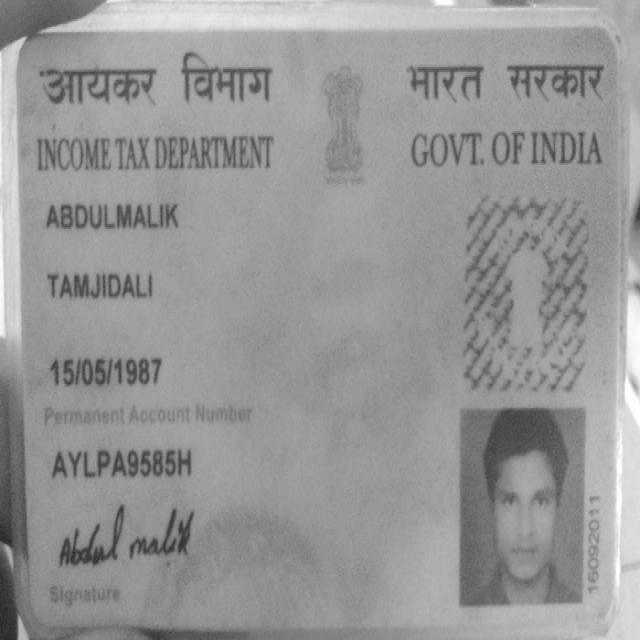 आयकर विभाग
भारत सरकार
INCOME TAX DEPARTMENT
GOVT. OF INDIA
ABDULMALIK
TAMJIDALI
15/05/1987
Permanent Account Number
AYLPA9585H
Abdul malik
Signature
16092011